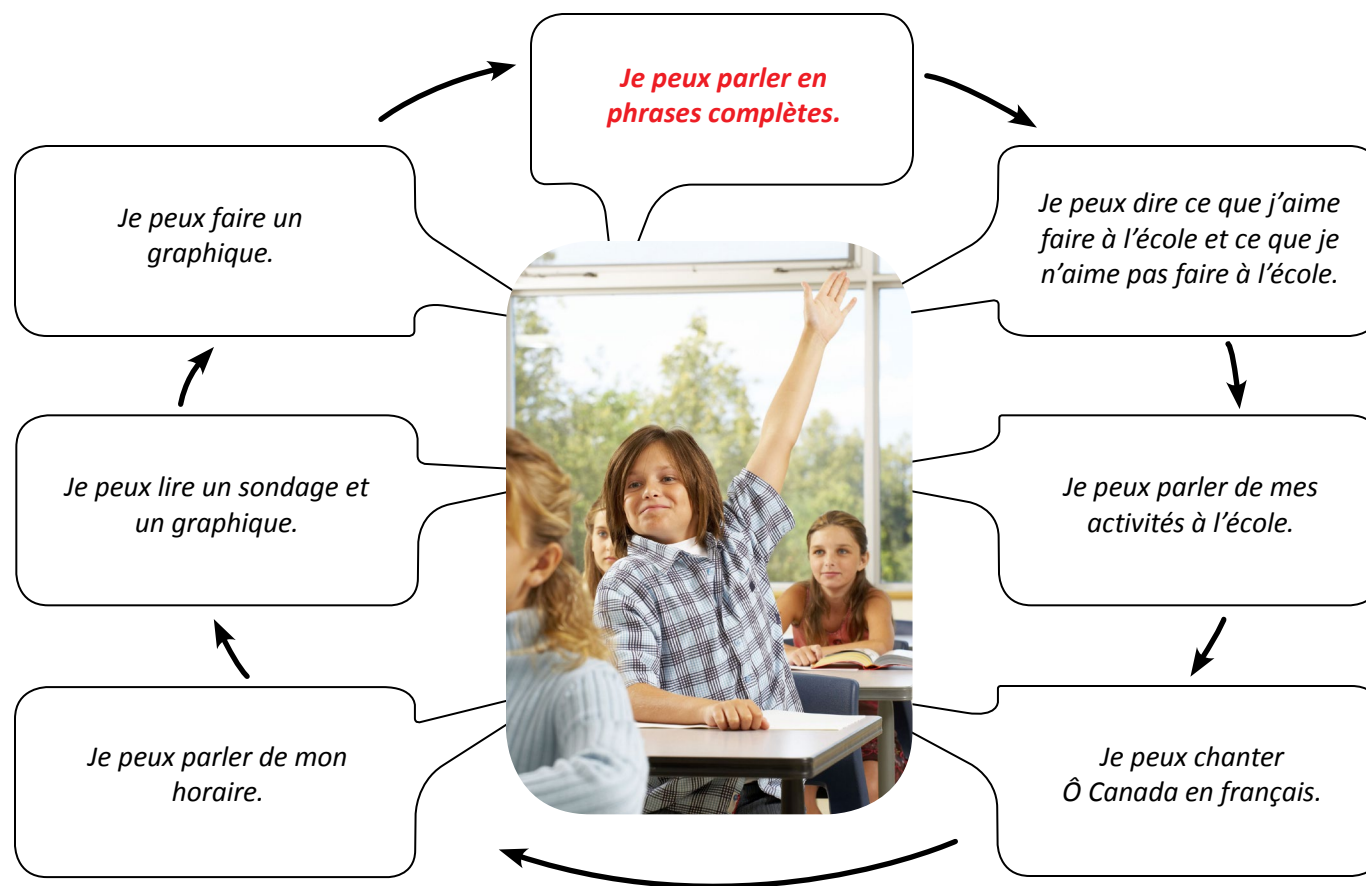 Je peux parler en
phrases complètes.
Je peux dire ce que j’aime
faire à l’école et ce que je
n’aime pas faire à l’école.
Je peux parler de mes
activités à l’école.
Je peux chanter
Ô Canada en français.
Je peux parler de mon
horaire.
Je peux lire un sondage et
un graphique.
Je peux faire un
graphique.